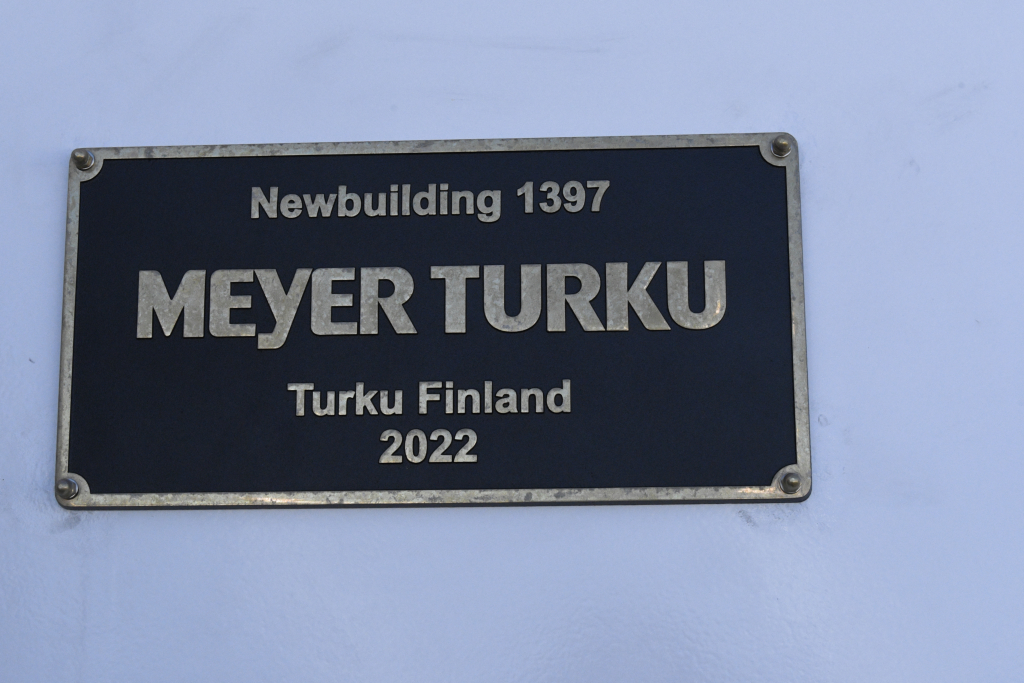 Newbuilding 1397
MEYER TURKU
Turku Finland
2022